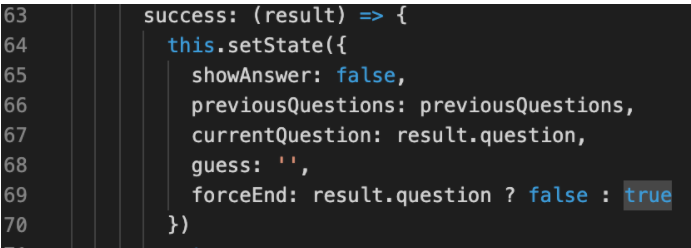 63 success: (result) => {
64 this.setState({
65 showAnswer: false,
66 previousQuestions: previousQuestions,
67 currentQuestion: result.question,
68 guess: '',
69 forceEnd: result.question ? false : true
70 })